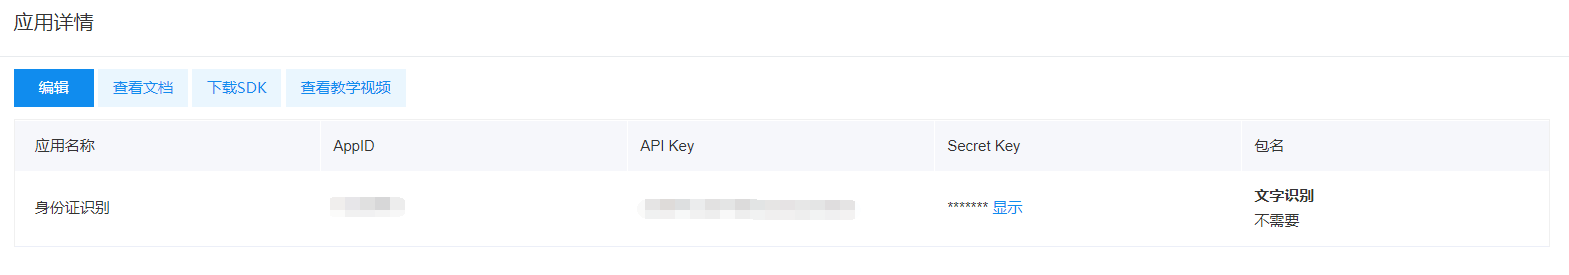 应用详情
编辑 查看文档 下载SDK 查看教学视频
应用名称 AppID API Key Secret Key 包名
身份证识别 ******* 显示 文字识别
不需要